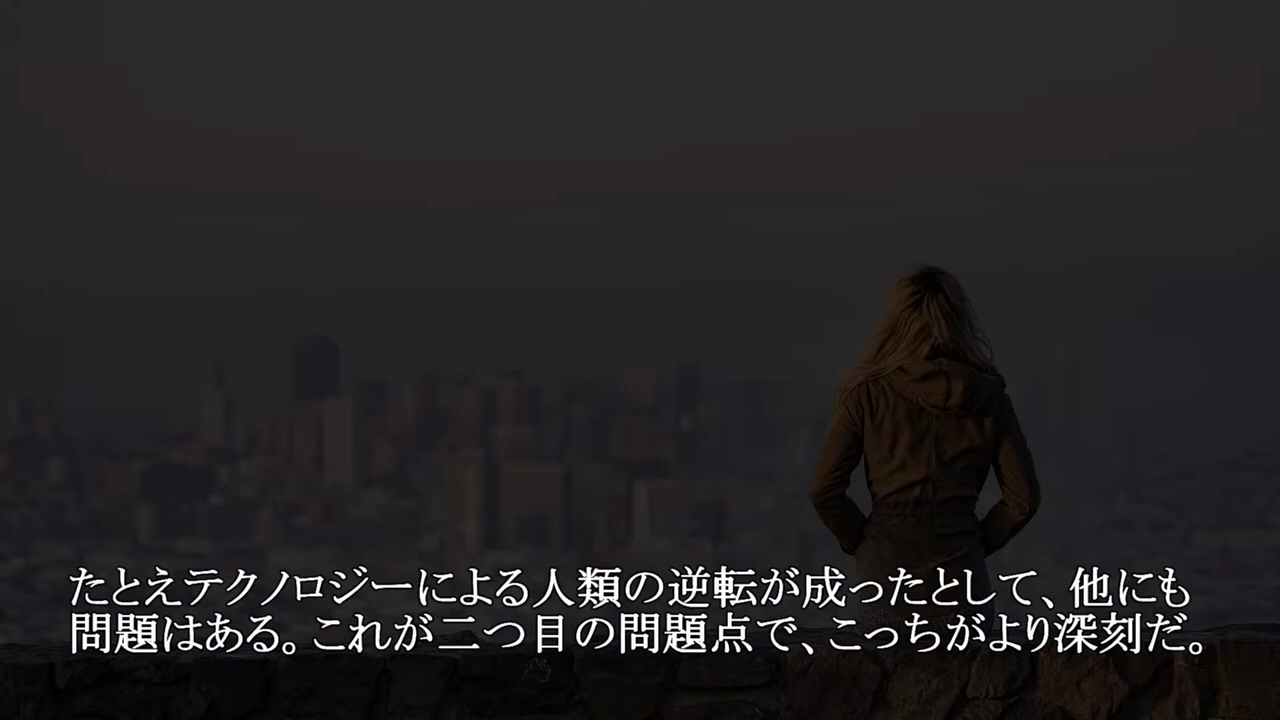 たとえテクノロジーによる人類の逆転が成ったとして、他にも
問題はある。これが二つ目の問題点で、こっちがより深刻だ。